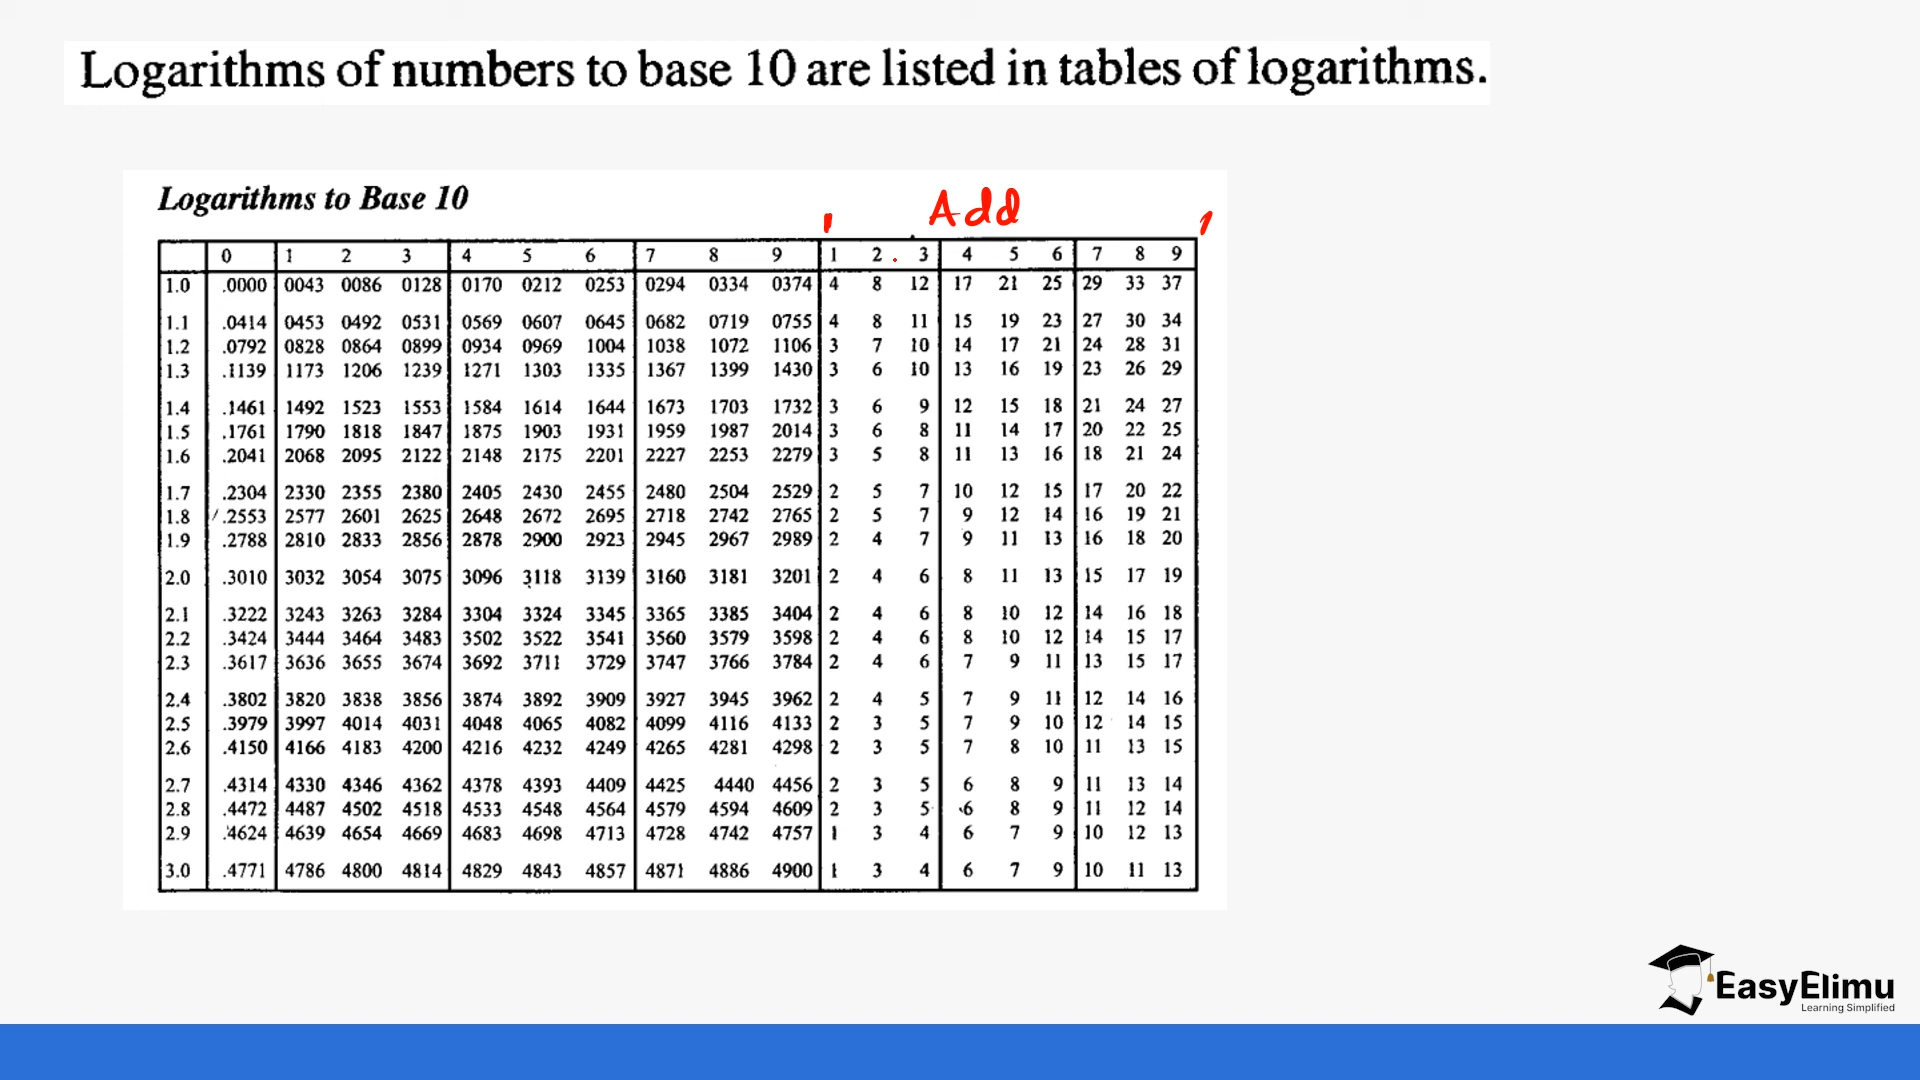 Logarithms of numbers to base 10 are listed in tables of logarithms.
Logarithms to Base 10
Add
0 1 2 3 4 5 6 7 8 9 1 2 3 4 5 6 7 8 9
1.0 .0000 0043 0086 0128 0170 0212 0253 0294 0334 0374 4 8 12 17 21 25 29 33 37
1.1 .0414 0453 0492 0531 0569 0607 0645 0682 0719 0755 4 8 11 15 19 23 27 30 34
1.2 .0792 0828 0864 0899 0934 0969 1004 1038 1072 1106 3 7 10 14 17 21 24 28 31
1.3 .1139 1173 1206 1239 1271 1303 1335 1367 1399 1430 3 6 10 13 16 19 23 26 29
1.4 .1461 1492 1523 1553 1584 1614 1644 1673 1703 1732 3 6 9 12 15 18 21 24 27
1.5 .1761 1790 1818 1847 1875 1903 1931 1959 1987 2014 3 6 8 11 14 17 20 22 25
1.6 .2041 2068 2095 2122 2148 2175 2201 2227 2253 2279 3 5 8 11 13 16 18 21 24
1.7 .2304 2330 2355 2380 2405 2430 2455 2480 2504 2529 2 5 7 10 12 15 17 20 22
1.8 .2553 2577 2601 2625 2648 2672 2695 2718 2742 2765 2 5 7 9 12 14 16 19 21
1.9 .2788 2810 2833 2856 2878 2900 2923 2945 2967 2989 2 4 7 9 11 13 16 18 20
2.0 .3010 3032 3054 3075 3096 3118 3139 3160 3181 3201 2 4 6 8 11 13 15 17 19
2.1 .3222 3243 3263 3284 3304 3324 3345 3365 3385 3404 2 4 6 8 10 12 14 16 18
2.2 .3424 3444 3464 3483 3502 3522 3541 3560 3579 3598 2 4 6 8 10 12 14 15 17
2.3 .3617 3636 3655 3674 3692 3711 3729 3747 3766 3784 2 4 6 7 9 11 13 15 17
2.4 .3802 3820 3838 3856 3874 3892 3909 3927 3945 3962 2 4 5 7 9 11 12 14 16
2.5 .3979 3997 4014 4031 4048 4065 4082 4099 4116 4133 2 3 5 7 9 10 12 14 15
2.6 .4150 4166 4183 4200 4216 4232 4249 4265 4281 4298 2 3 5 7 8 10 11 13 15
2.7 .4314 4330 4346 4362 4378 4393 4409 4425 4440 4456 2 3 5 6 8 9 11 13 14
2.8 .4472 4487 4502 4518 4533 4548 4564 4579 4594 4609 2 3 5 6 8 9 11 12 14
2.9 .4624 4639 4654 4669 4683 4698 4713 4728 4742 4757 1 3 4 6 7 9 10 12 13
3.0 .4771 4786 4800 4814 4829 4843 4857 4871 4886 4900 1 3 4 6 7 9 10 11 13
EasyElimu
Learning Simplified